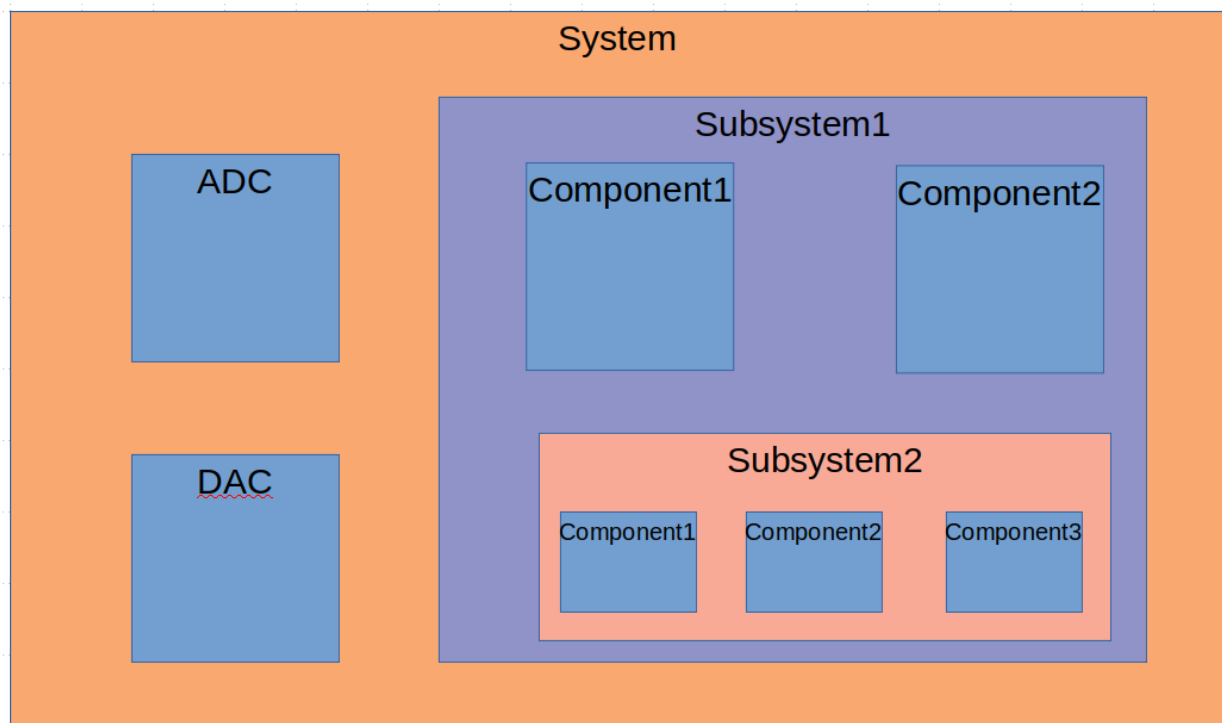 System
ADC
DAC
Subsystem1
Component1
Component2
Subsystem2
Component1
Component2
Component3